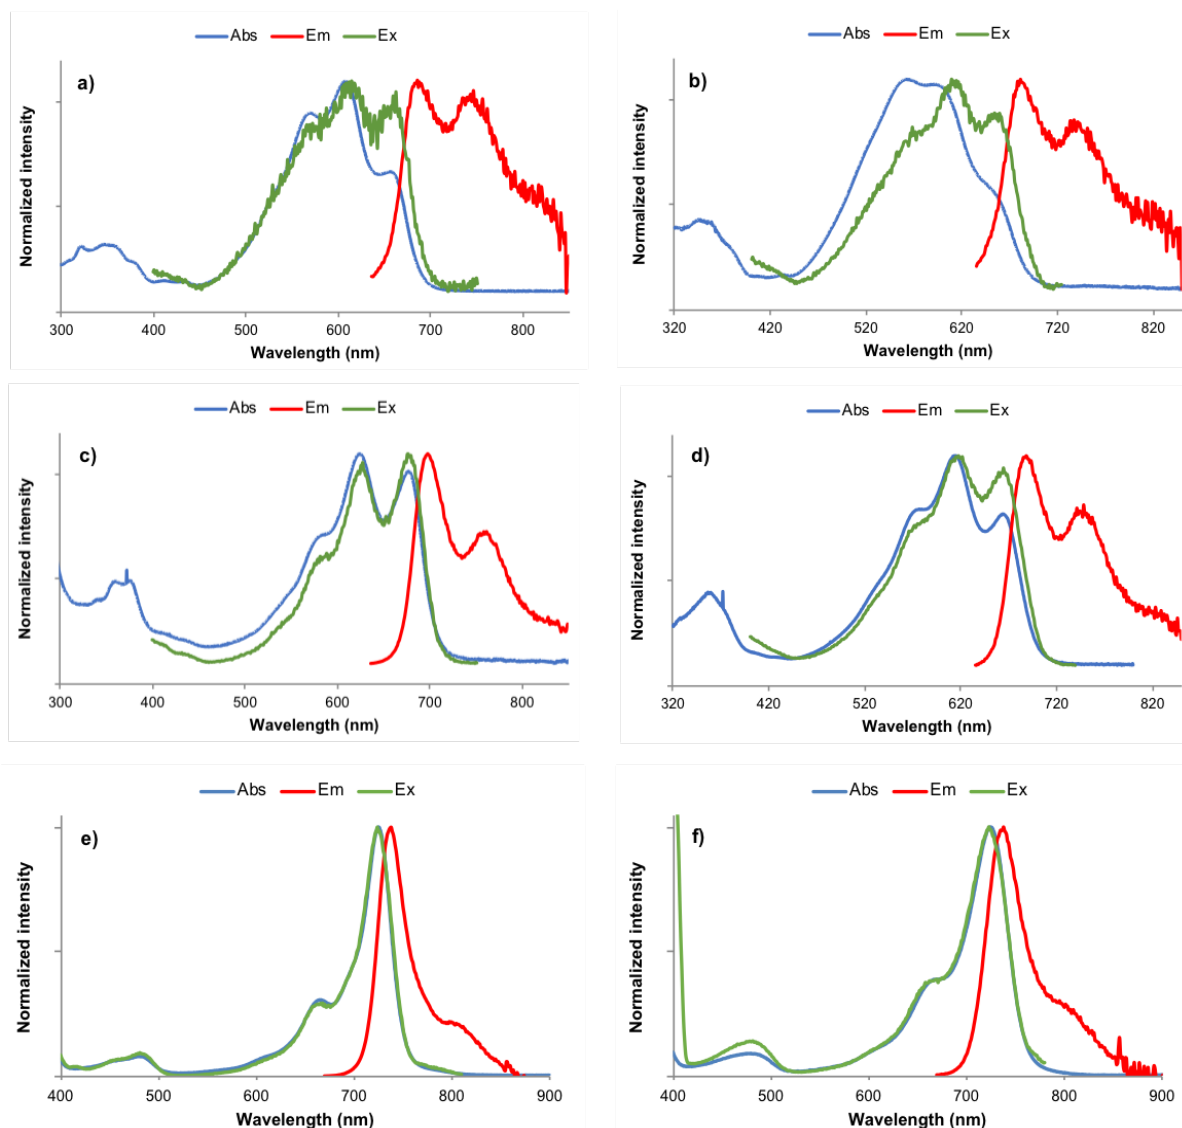 Abs Em Ex
a)
Normalized intensity
300 400 500 600 700 800
Wavelength (nm)
Abs Em Ex
b)
Normalized intensity
320 420 520 620 720 820
Wavelength (nm)
Abs Em Ex
c)
Normalized intensity
300 400 500 600 700 800
Wavelength (nm)
Abs Em Ex
d)
Normalized intensity
320 420 520 620 720 820
Wavelength (nm)
Abs Em Ex
e)
Normalized intensity
400 500 600 700 800 900
Wavelength (nm)
Abs Em Ex
f)
Normalized intensity
400 500 600 700 800 900
Wavelength (nm)